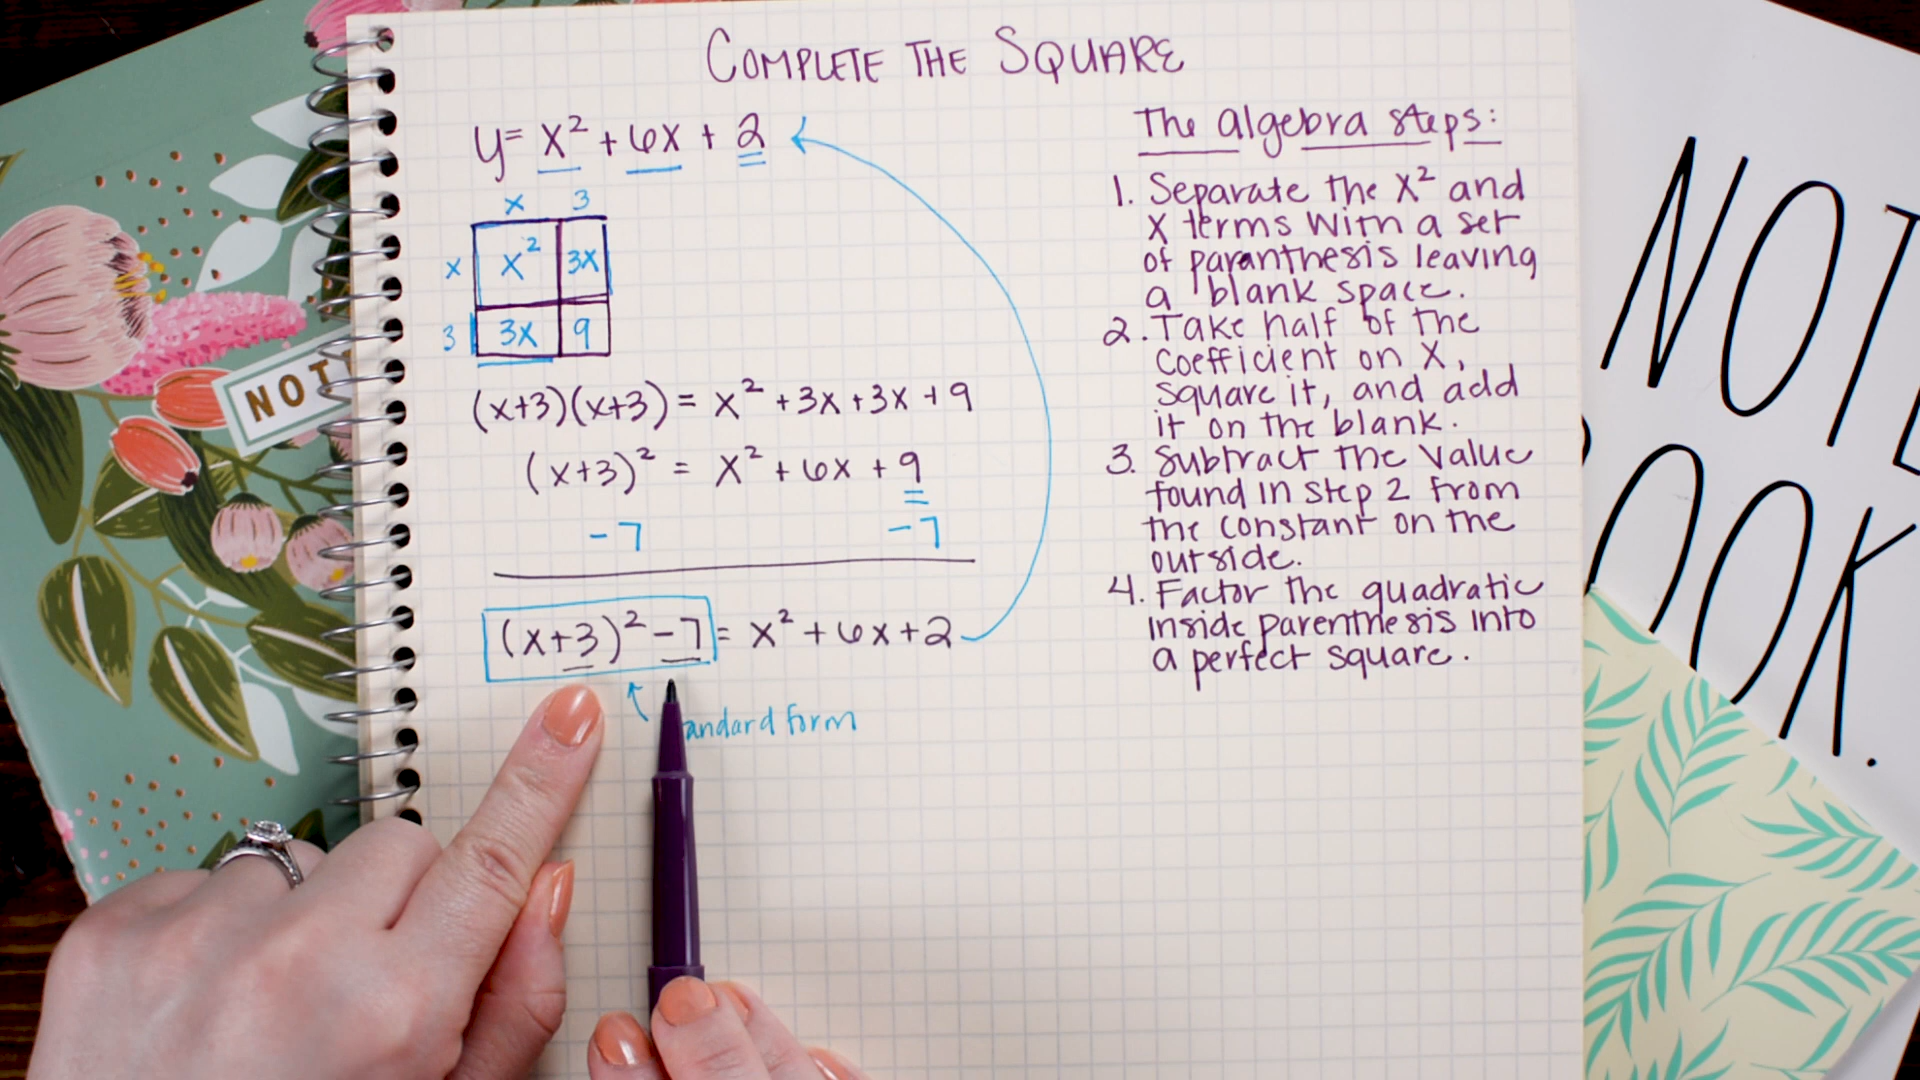 COMPLETE THE SQUARE
y = x² + 6x + 2
x 3
x x² 3x
3 3x 9
(x+3)(x+3) = x² + 3x + 3x + 9
(x+3)² = x² + 6x + 9
-7 -7
(x+3)² - 7 = x² + 6x + 2
andard form
The algebra steps:
1. Separate the x² and
x terms with a set
of paranthesis leaving
a blank space.
2. Take half of the
coefficient on x,
square it, and add
it on the blank.
3. Subtract the value
found in step 2 from
the constant on the
outside.
4. Factor the quadratic
inside parenthesis into
a perfect square.
NOT
NOTE
OOK.